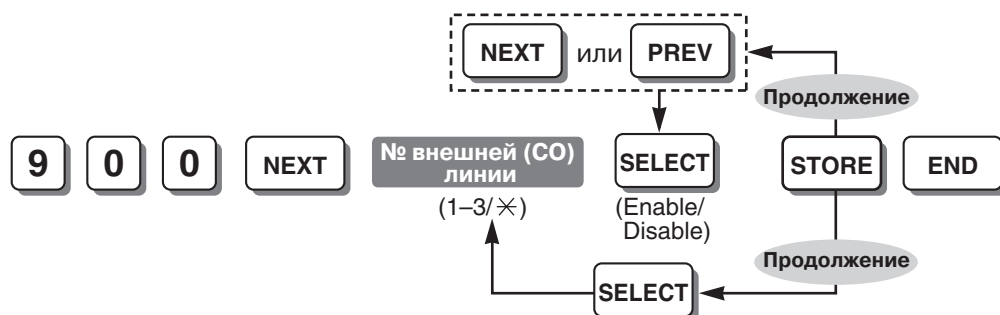 NEXT или PREV
Продолжение
9 0 0 NEXT № внешней (CO) линии SELECT STORE END
(1–3/✳) (Enable/
Disable)
Продолжение
SELECT